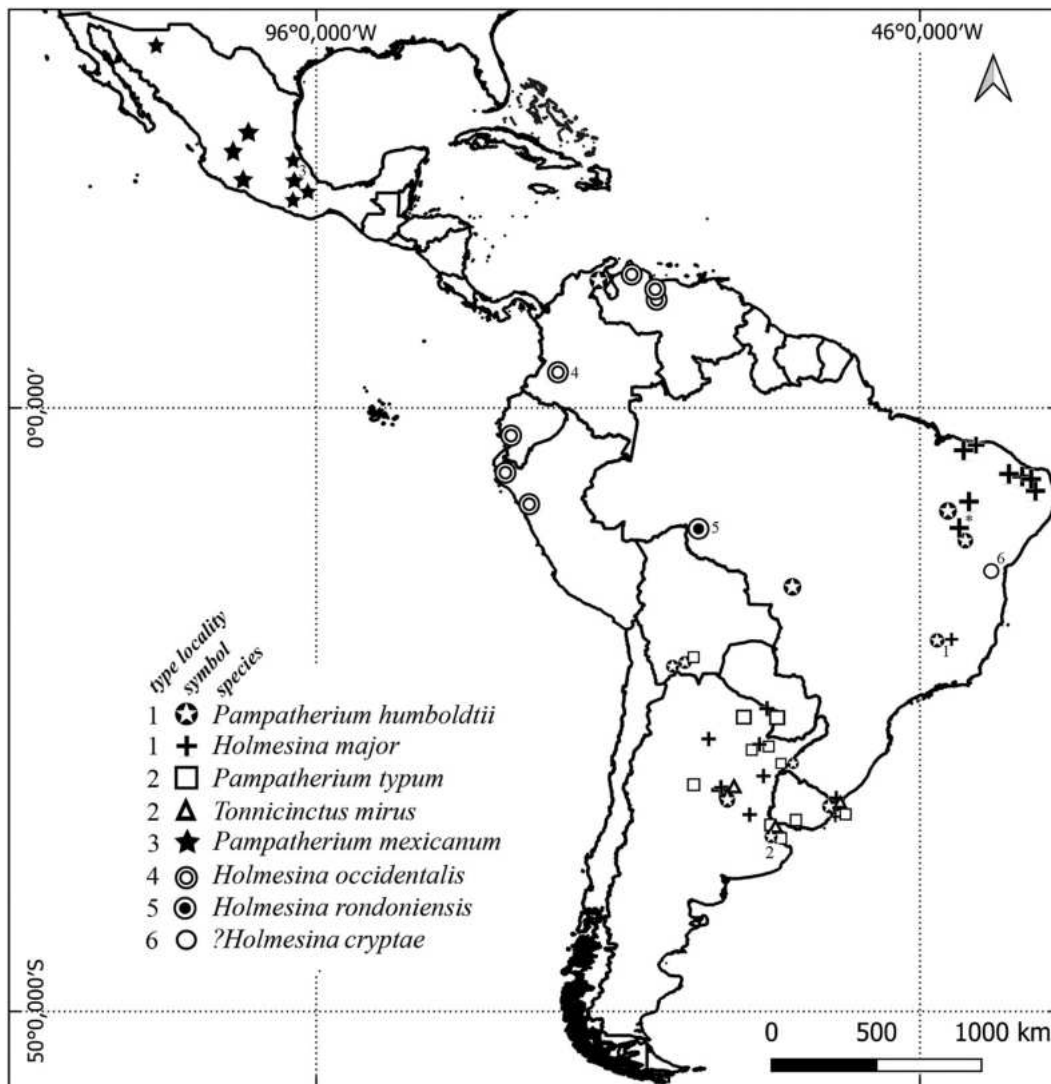 96°0,000'W 46°0,000'W
3
4
0°0,000'
5
*
6
1
2
type locality symbol species
1 Pampatherium humboldtii
1 Holmesina major
2 Pampatherium typum
2 Tonnicinctus mirus
3 Pampatherium mexicanum
4 Holmesina occidentalis
5 Holmesina rondoniensis
6 ?Holmesina cryptae
50°0,000'S
0 500 1000 km